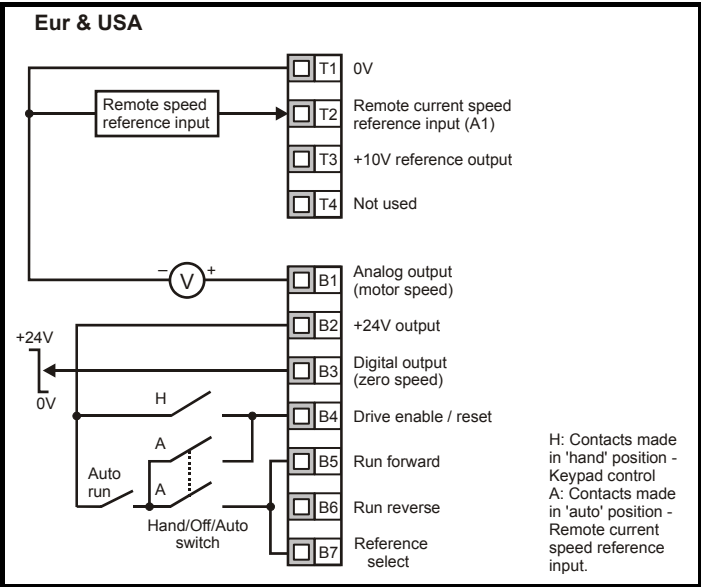 Eur & USA
T1 0V
Remote speed
reference input
T2 Remote current speed
reference input (A1)
T3 +10V reference output
T4 Not used
– V +
B1 Analog output
(motor speed)
B2 +24V output
+24V
0V
B3 Digital output
(zero speed)
H
B4 Drive enable / reset
A
B5 Run forward
Auto
run
A
B6 Run reverse
Hand/Off/Auto
switch
B7 Reference
select
H: Contacts made
in 'hand' position -
Keypad control
A: Contacts made
in 'auto' position -
Remote current
speed reference
input.